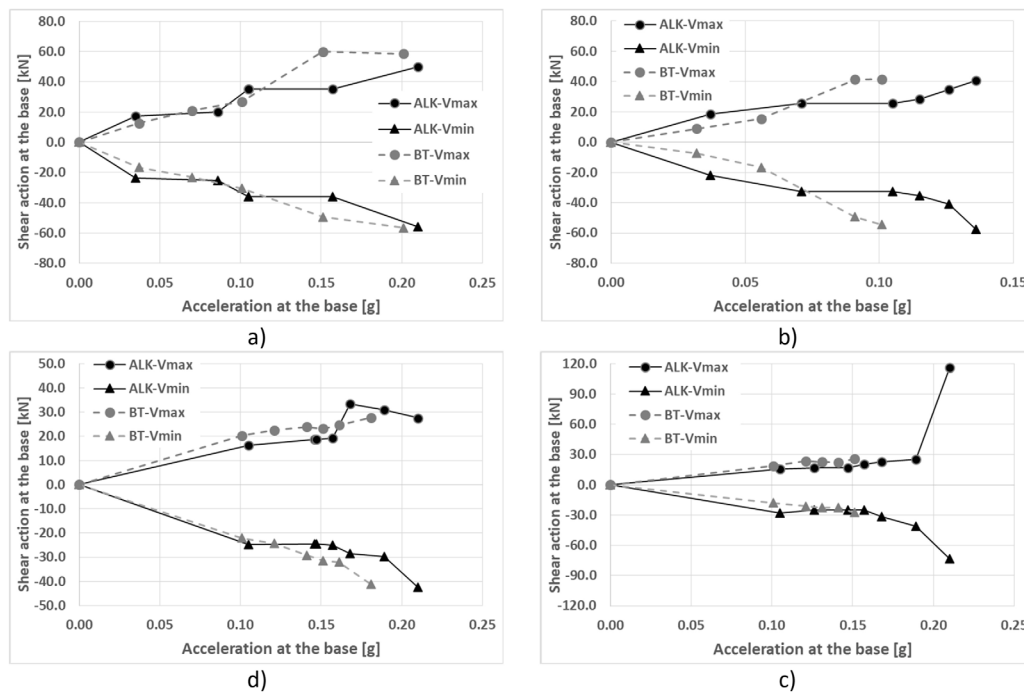 80.0
60.0
40.0
20.0
0.0
-20.0
-40.0
-60.0
-80.0
Shear action at the base [kN]
0.00 0.05 0.10 0.15 0.20 0.25
Acceleration at the base [g]
ALK-Vmax
ALK-Vmin
BT-Vmax
BT-Vmin
a)
80.0
60.0
40.0
20.0
0.0
-20.0
-40.0
-60.0
-80.0
Shear action at the base [kN]
0.00 0.05 0.10 0.15
Acceleration at the base [g]
ALK-Vmax
ALK-Vmin
BT-Vmax
BT-Vmin
b)
50.0
40.0
30.0
20.0
10.0
0.0
-10.0
-20.0
-30.0
-40.0
-50.0
Shear action at the base [kN]
0.00 0.05 0.10 0.15 0.20 0.25
Acceleration at the base [g]
ALK-Vmax
ALK-Vmin
BT-Vmax
BT-Vmin
d)
120.0
90.0
60.0
30.0
0.0
-30.0
-60.0
-90.0
-120.0
Shear action at the base [kN]
0.00 0.05 0.10 0.15 0.20 0.25
Acceleration at the base [g]
ALK-Vmax
ALK-Vmin
BT-Vmax
BT-Vmin
c)